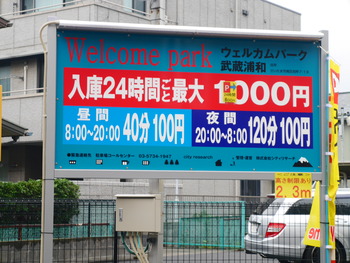 Welcome park
ウェルカムパーク
武蔵浦和
入庫24時間ごと最大1000円
昼間
8:00~20:00 40分100円
夜間
20:00~8:00 120分100円
2.3m